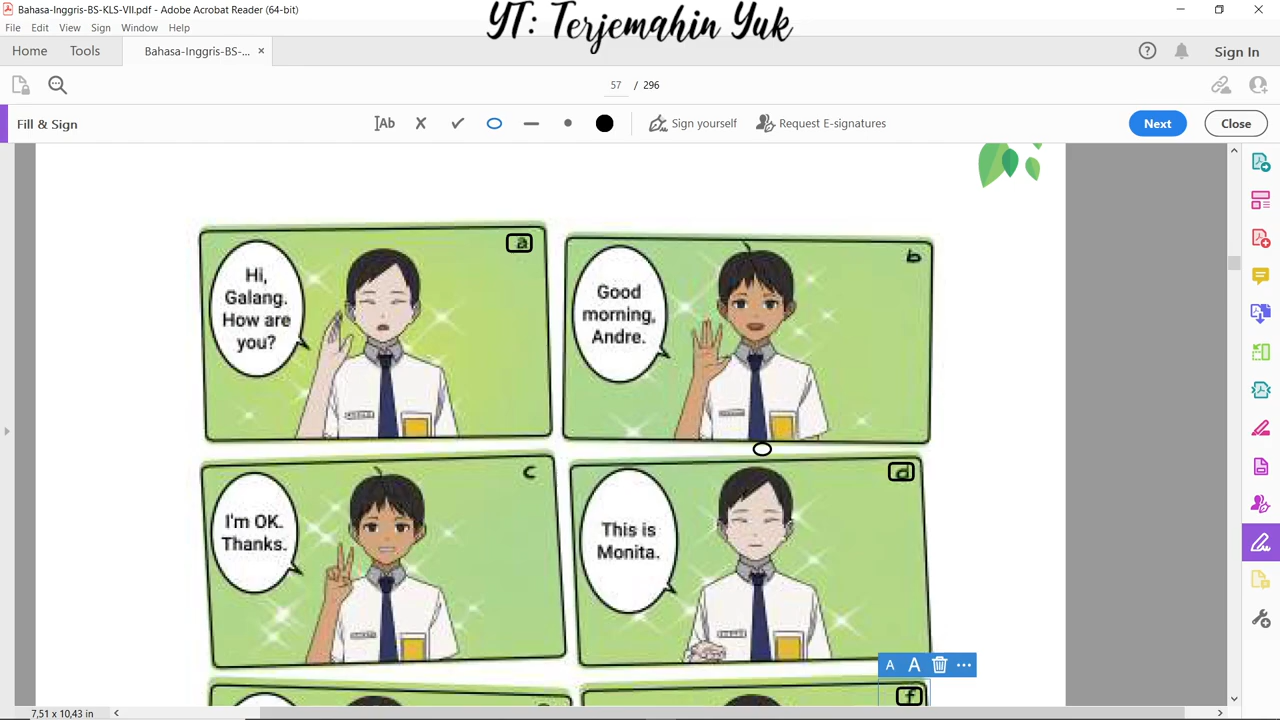 Bahasa-Inggris-BS-KLS-VII.pdf - Adobe Acrobat Reader (64-bit)
YT: Terjemahin Yuk
File Edit View Sign Window Help
Home Tools Bahasa-Inggris-BS-... ×
Sign In
57 / 296
Fill & Sign
Ab
Sign yourself
Request E-signatures
Next
Close
a
Hi,
Galang.
How are
you?
b
Good
morning,
Andre.
c
I'm OK.
Thanks.
d
This is
Monita.
A A
f
7,51 x 10,43 in